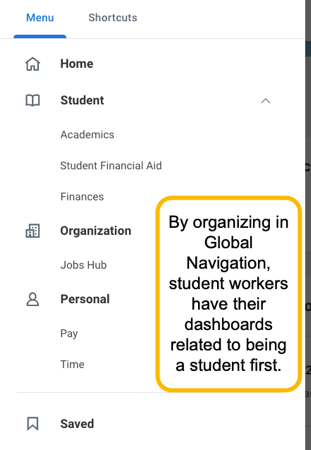 Menu Shortcuts
Home
Student
Academics
Student Financial Aid
Finances
Organization
Jobs Hub
Personal
Pay
Time
Saved
By organizing in
Global
Navigation,
student workers
have their
dashboards
related to being
a student first.